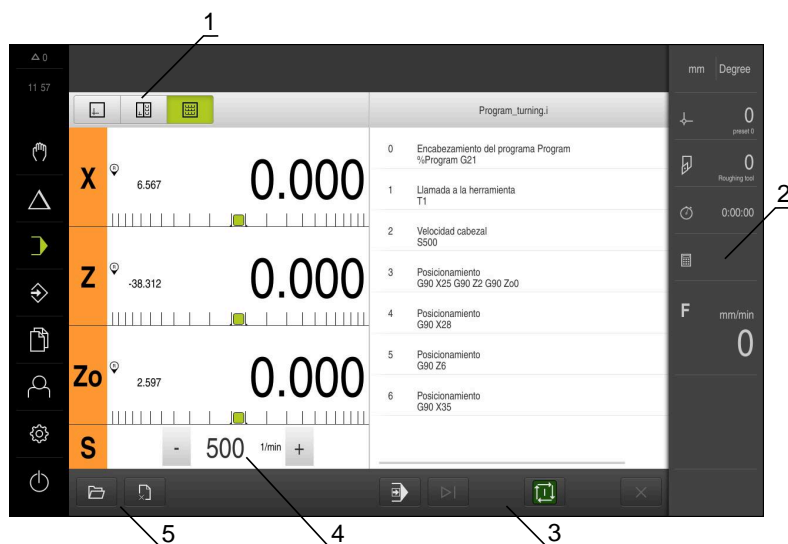 1
△ 0
mm Degree
11 57
Program_turning.i
0
preset 0
X
R
6.567
0.000
0 Encabezamiento del programa Program
%Program G21
0
Roughing tool
1 Llamada a la herramienta
T1
2
0:00:00
2 Velocidad cabezal
S500
Z
R
-38.312
0.000
3 Posicionamiento
G90 X25 G90 Z2 G90 Zo0
4 Posicionamiento
G90 X28
F mm/min
0
Zo
R
2.597
0.000
5 Posicionamiento
G90 Z6
6 Posicionamiento
G90 X35
S - 500 1/min +
5
4
3